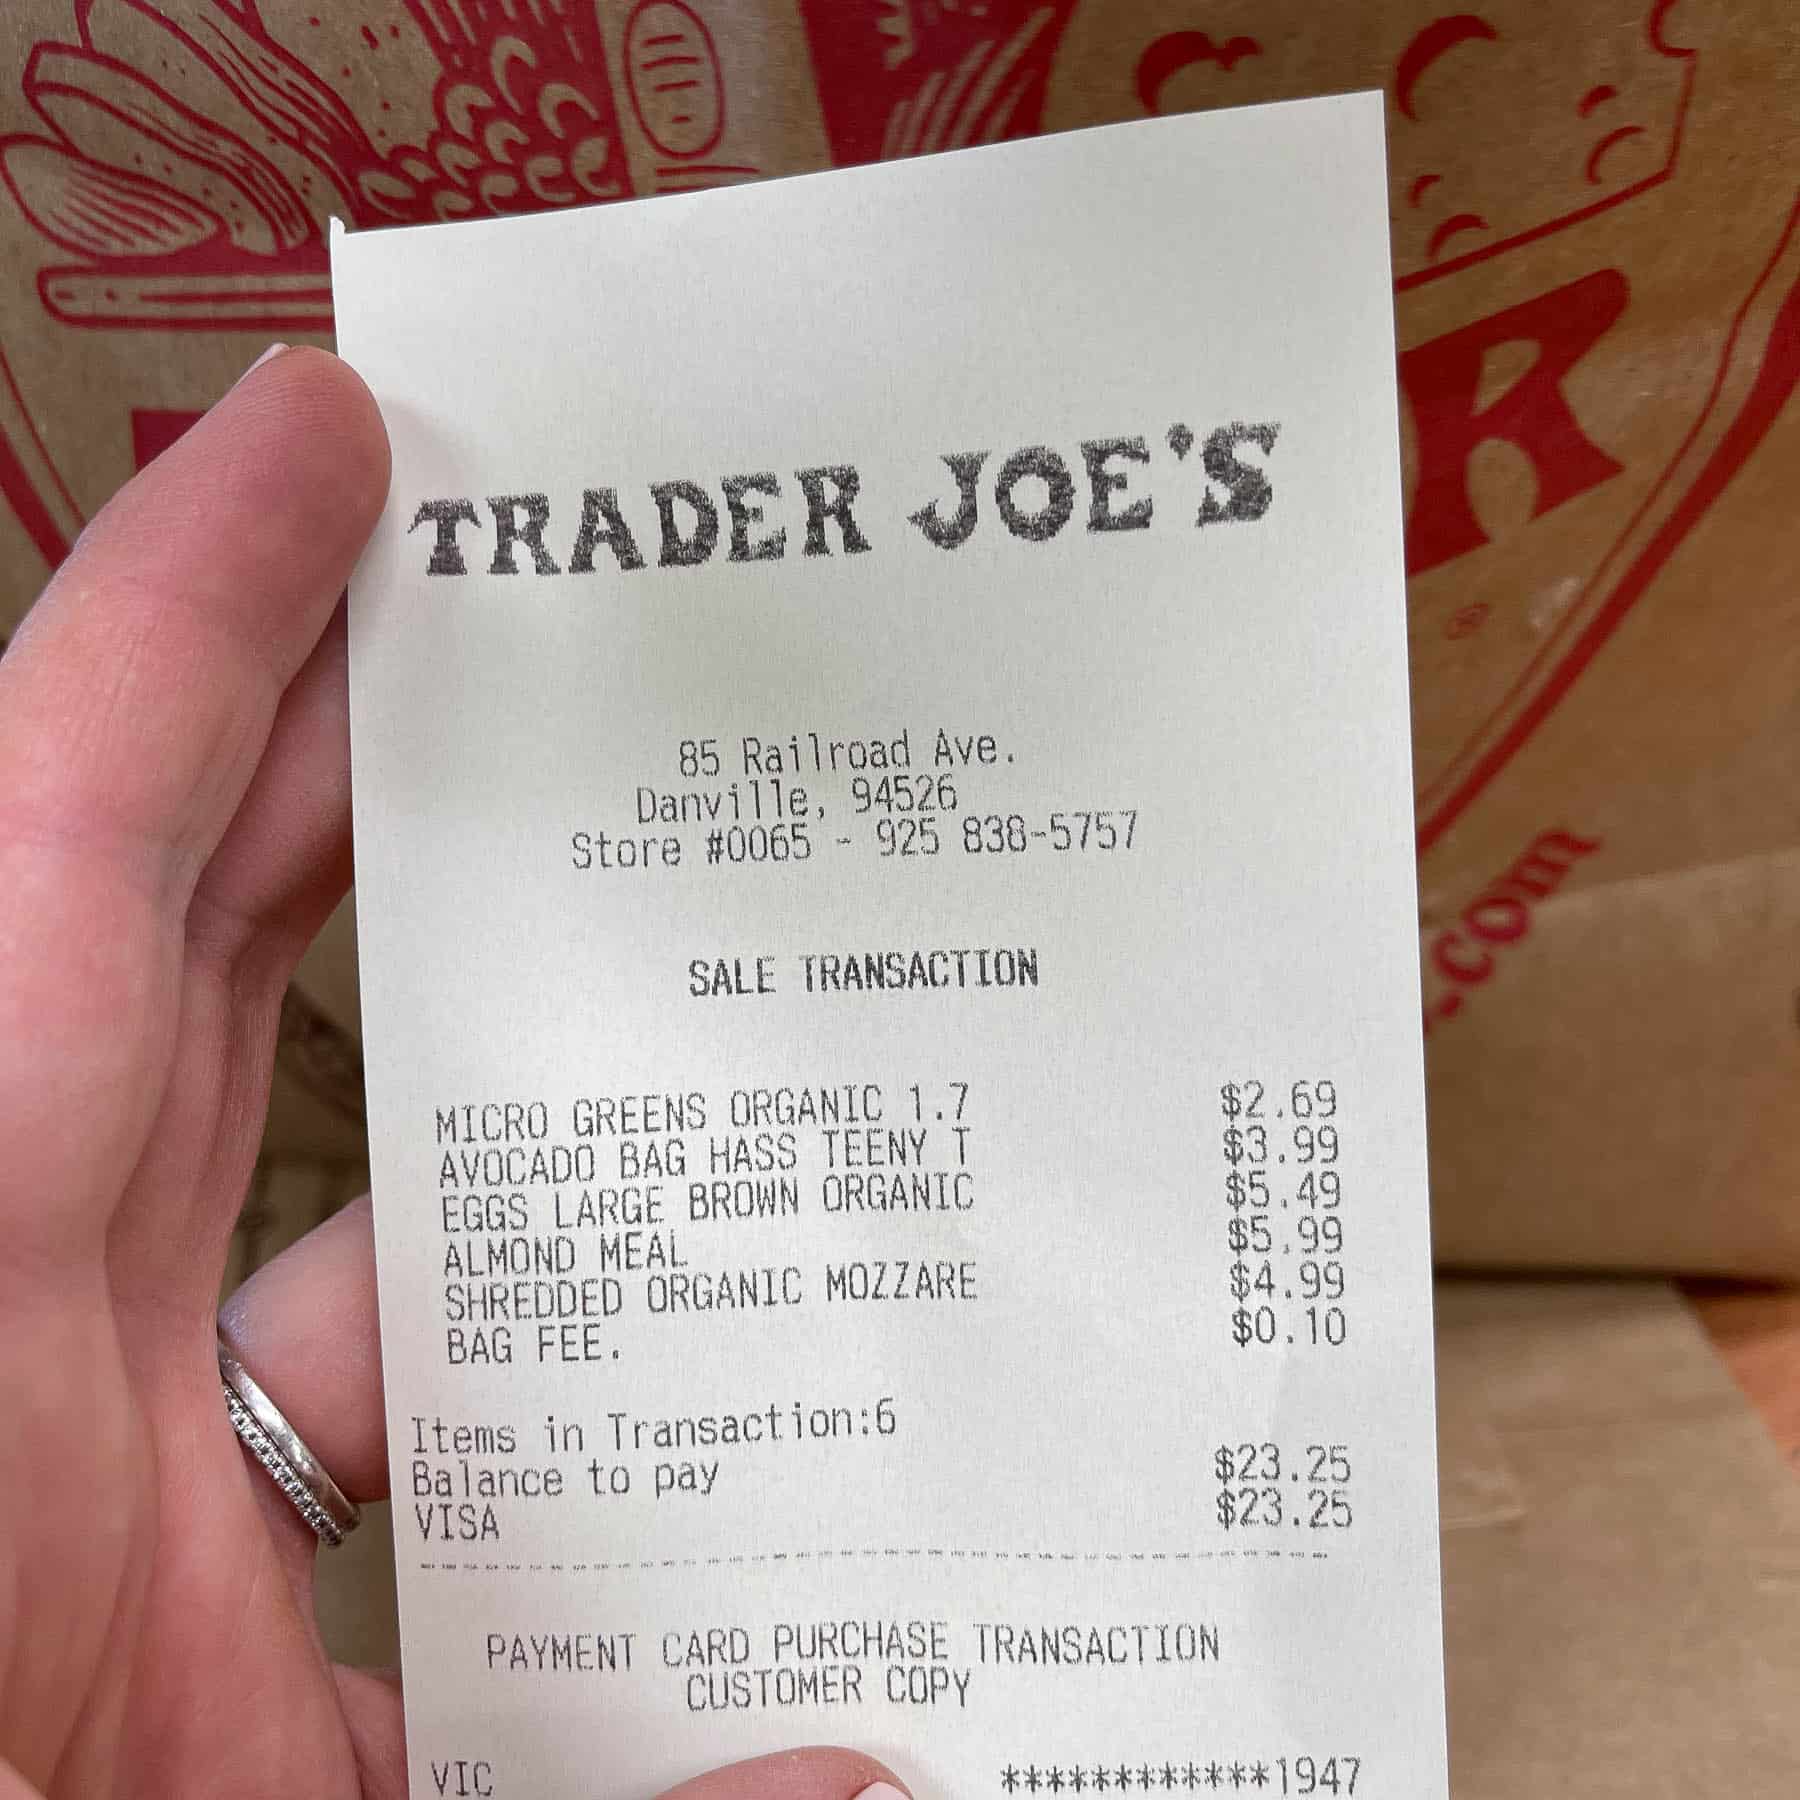 TRADER JOE'S
85 Railroad Ave.
Danville, 94526
Store #0065 - 925 838-5757
SALE TRANSACTION
MICRO GREENS ORGANIC 1.7 $2.69
AVOCADO BAG HASS TEENY T $3.99
EGGS LARGE BROWN ORGANIC $5.49
ALMOND MEAL $5.99
SHREDDED ORGANIC MOZZARE $4.99
BAG FEE. $0.10
Items in Transaction:6
Balance to pay $23.25
VISA $23.25
PAYMENT CARD PURCHASE TRANSACTION
CUSTOMER COPY
VIC ************1947
R
®
.com